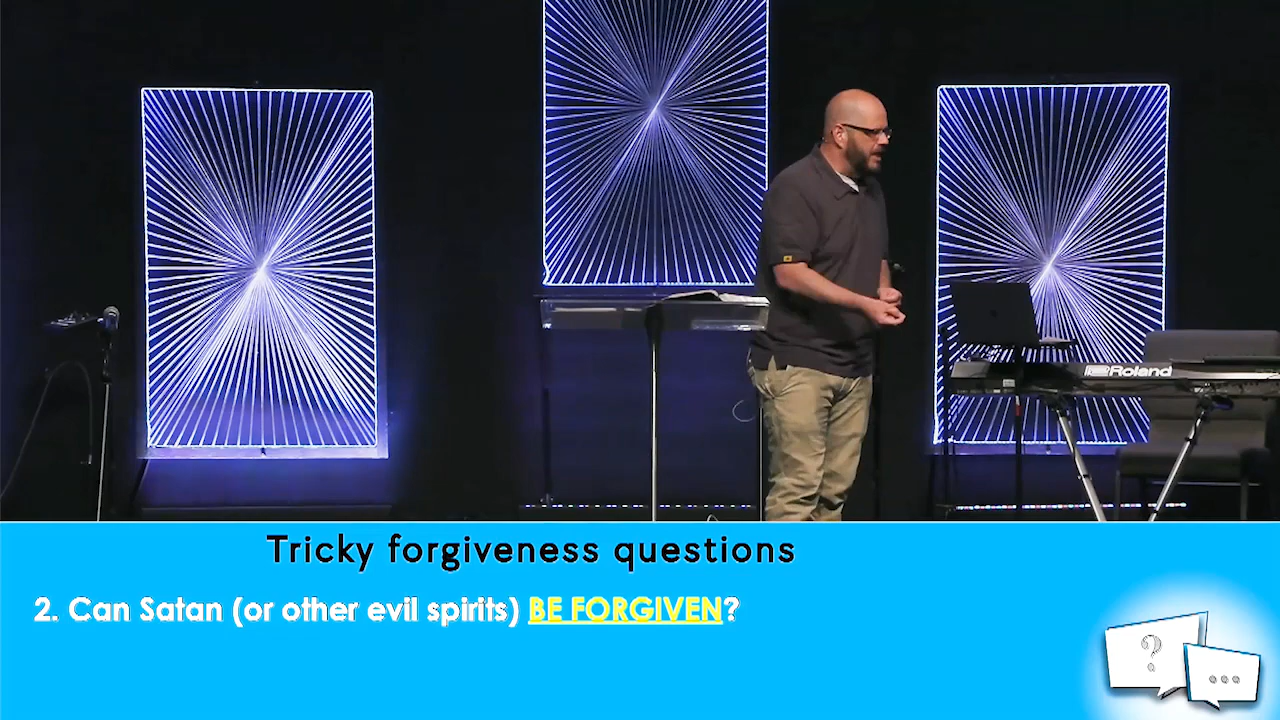 Roland
Tricky forgiveness questions
2. Can Satan (or other evil spirits) BE FORGIVEN?
?
...